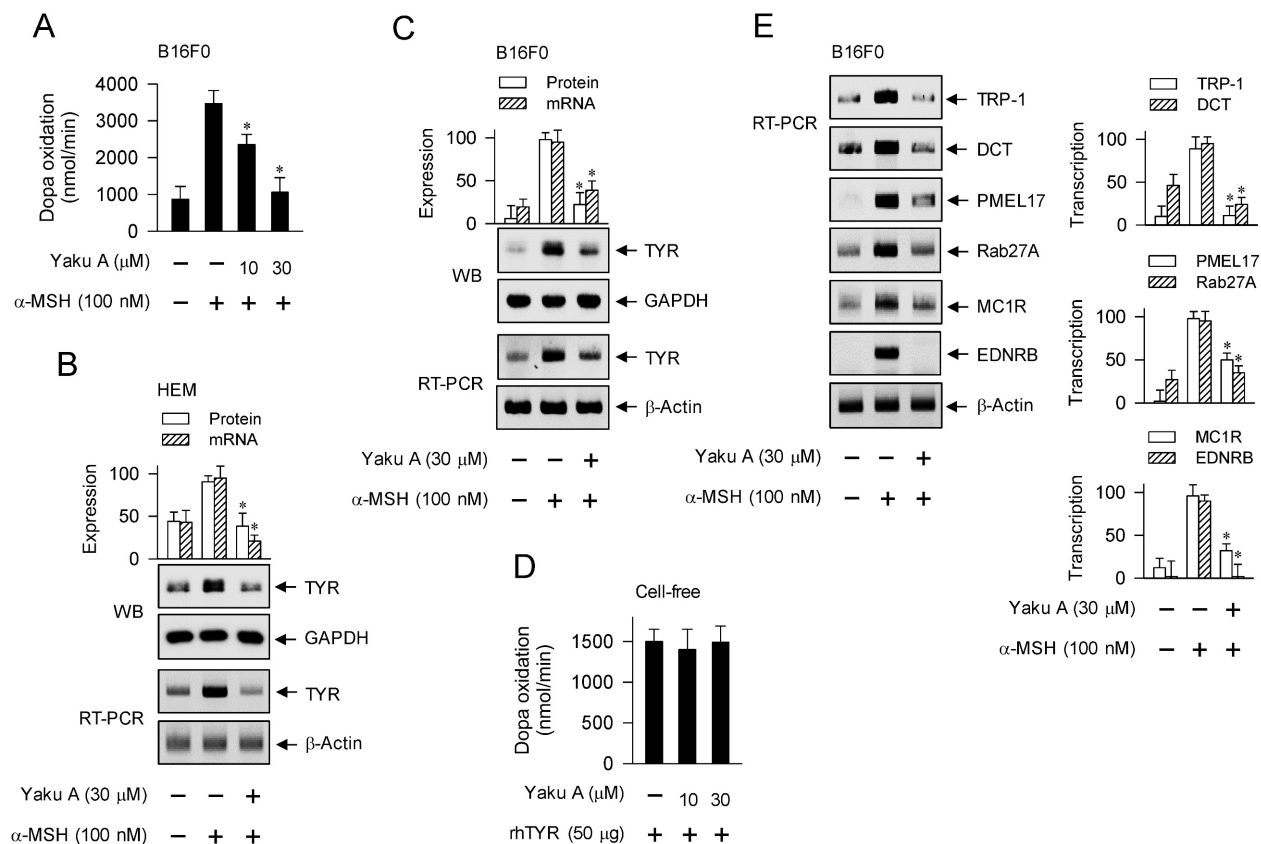 A
B16F0
Dopa oxidation
(nmol/min)
4000
3000
2000
1000
0
*
*
Yaku A (μM) – – 10 30
α-MSH (100 nM) – + + +
B
HEM
Protein
mRNA
Expression
100
50
0
*
*
WB
TYR
GAPDH
RT-PCR
TYR
β-Actin
Yaku A (30 μM) – – +
α-MSH (100 nM) – + +
C
B16F0
Protein
mRNA
Expression
100
50
0
*
*
WB
TYR
GAPDH
RT-PCR
TYR
β-Actin
Yaku A (30 μM) – – +
α-MSH (100 nM) – + +
D
Cell-free
Dopa oxidation
(nmol/min)
1500
1000
500
0
Yaku A (μM) – 10 30
rhTYR (50 μg) + + +
E
B16F0
RT-PCR
TRP-1
DCT
PMEL17
Rab27A
MC1R
EDNRB
β-Actin
Yaku A (30 μM) – – +
α-MSH (100 nM) – + +
TRP-1
DCT
Transcription
100
50
0
*
*
PMEL17
Rab27A
Transcription
100
50
0
*
*
MC1R
EDNRB
Transcription
100
50
0
*
*
Yaku A (30 μM) – – +
α-MSH (100 nM) – + +